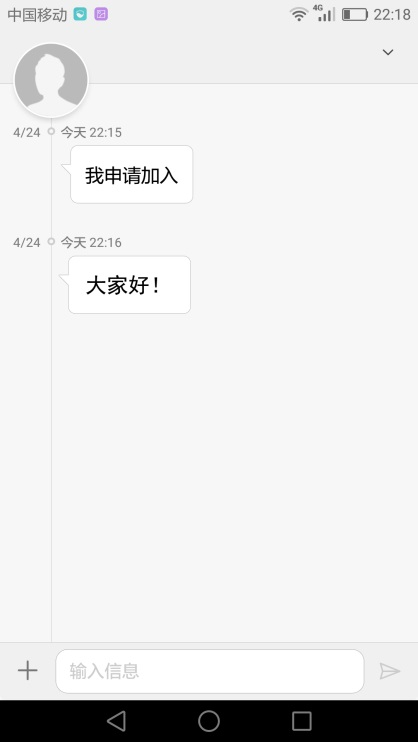 中国移动 4G 22:18
4/24 今天 22:15
我申请加入
4/24 今天 22:16
大家好！
输入信息